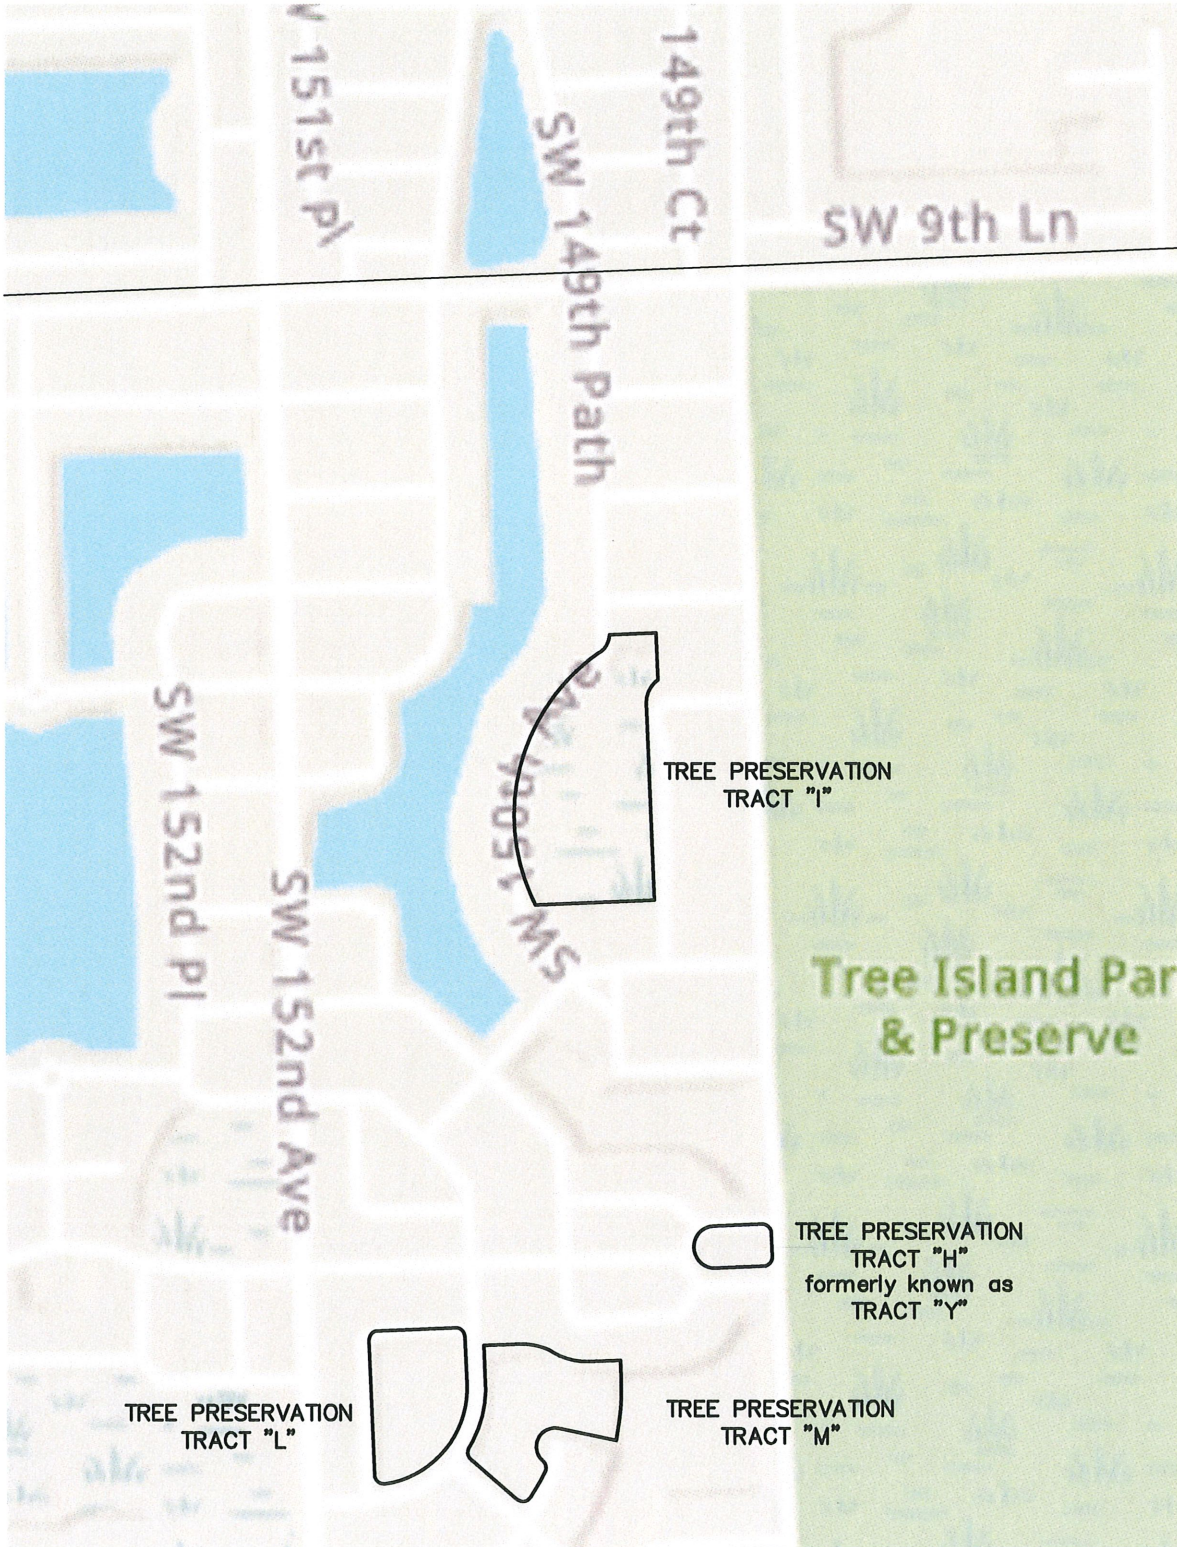 W 151st Pl
SW 149th Path
149th Ct
SW 9th Ln
SW 150th Ave
TREE PRESERVATION
TRACT "I"
SW 152nd Pl
SW 152nd Ave
Tree Island Par
& Preserve
TREE PRESERVATION
TRACT "H"
formerly known as
TRACT "Y"
TREE PRESERVATION
TRACT "L"
TREE PRESERVATION
TRACT "M"